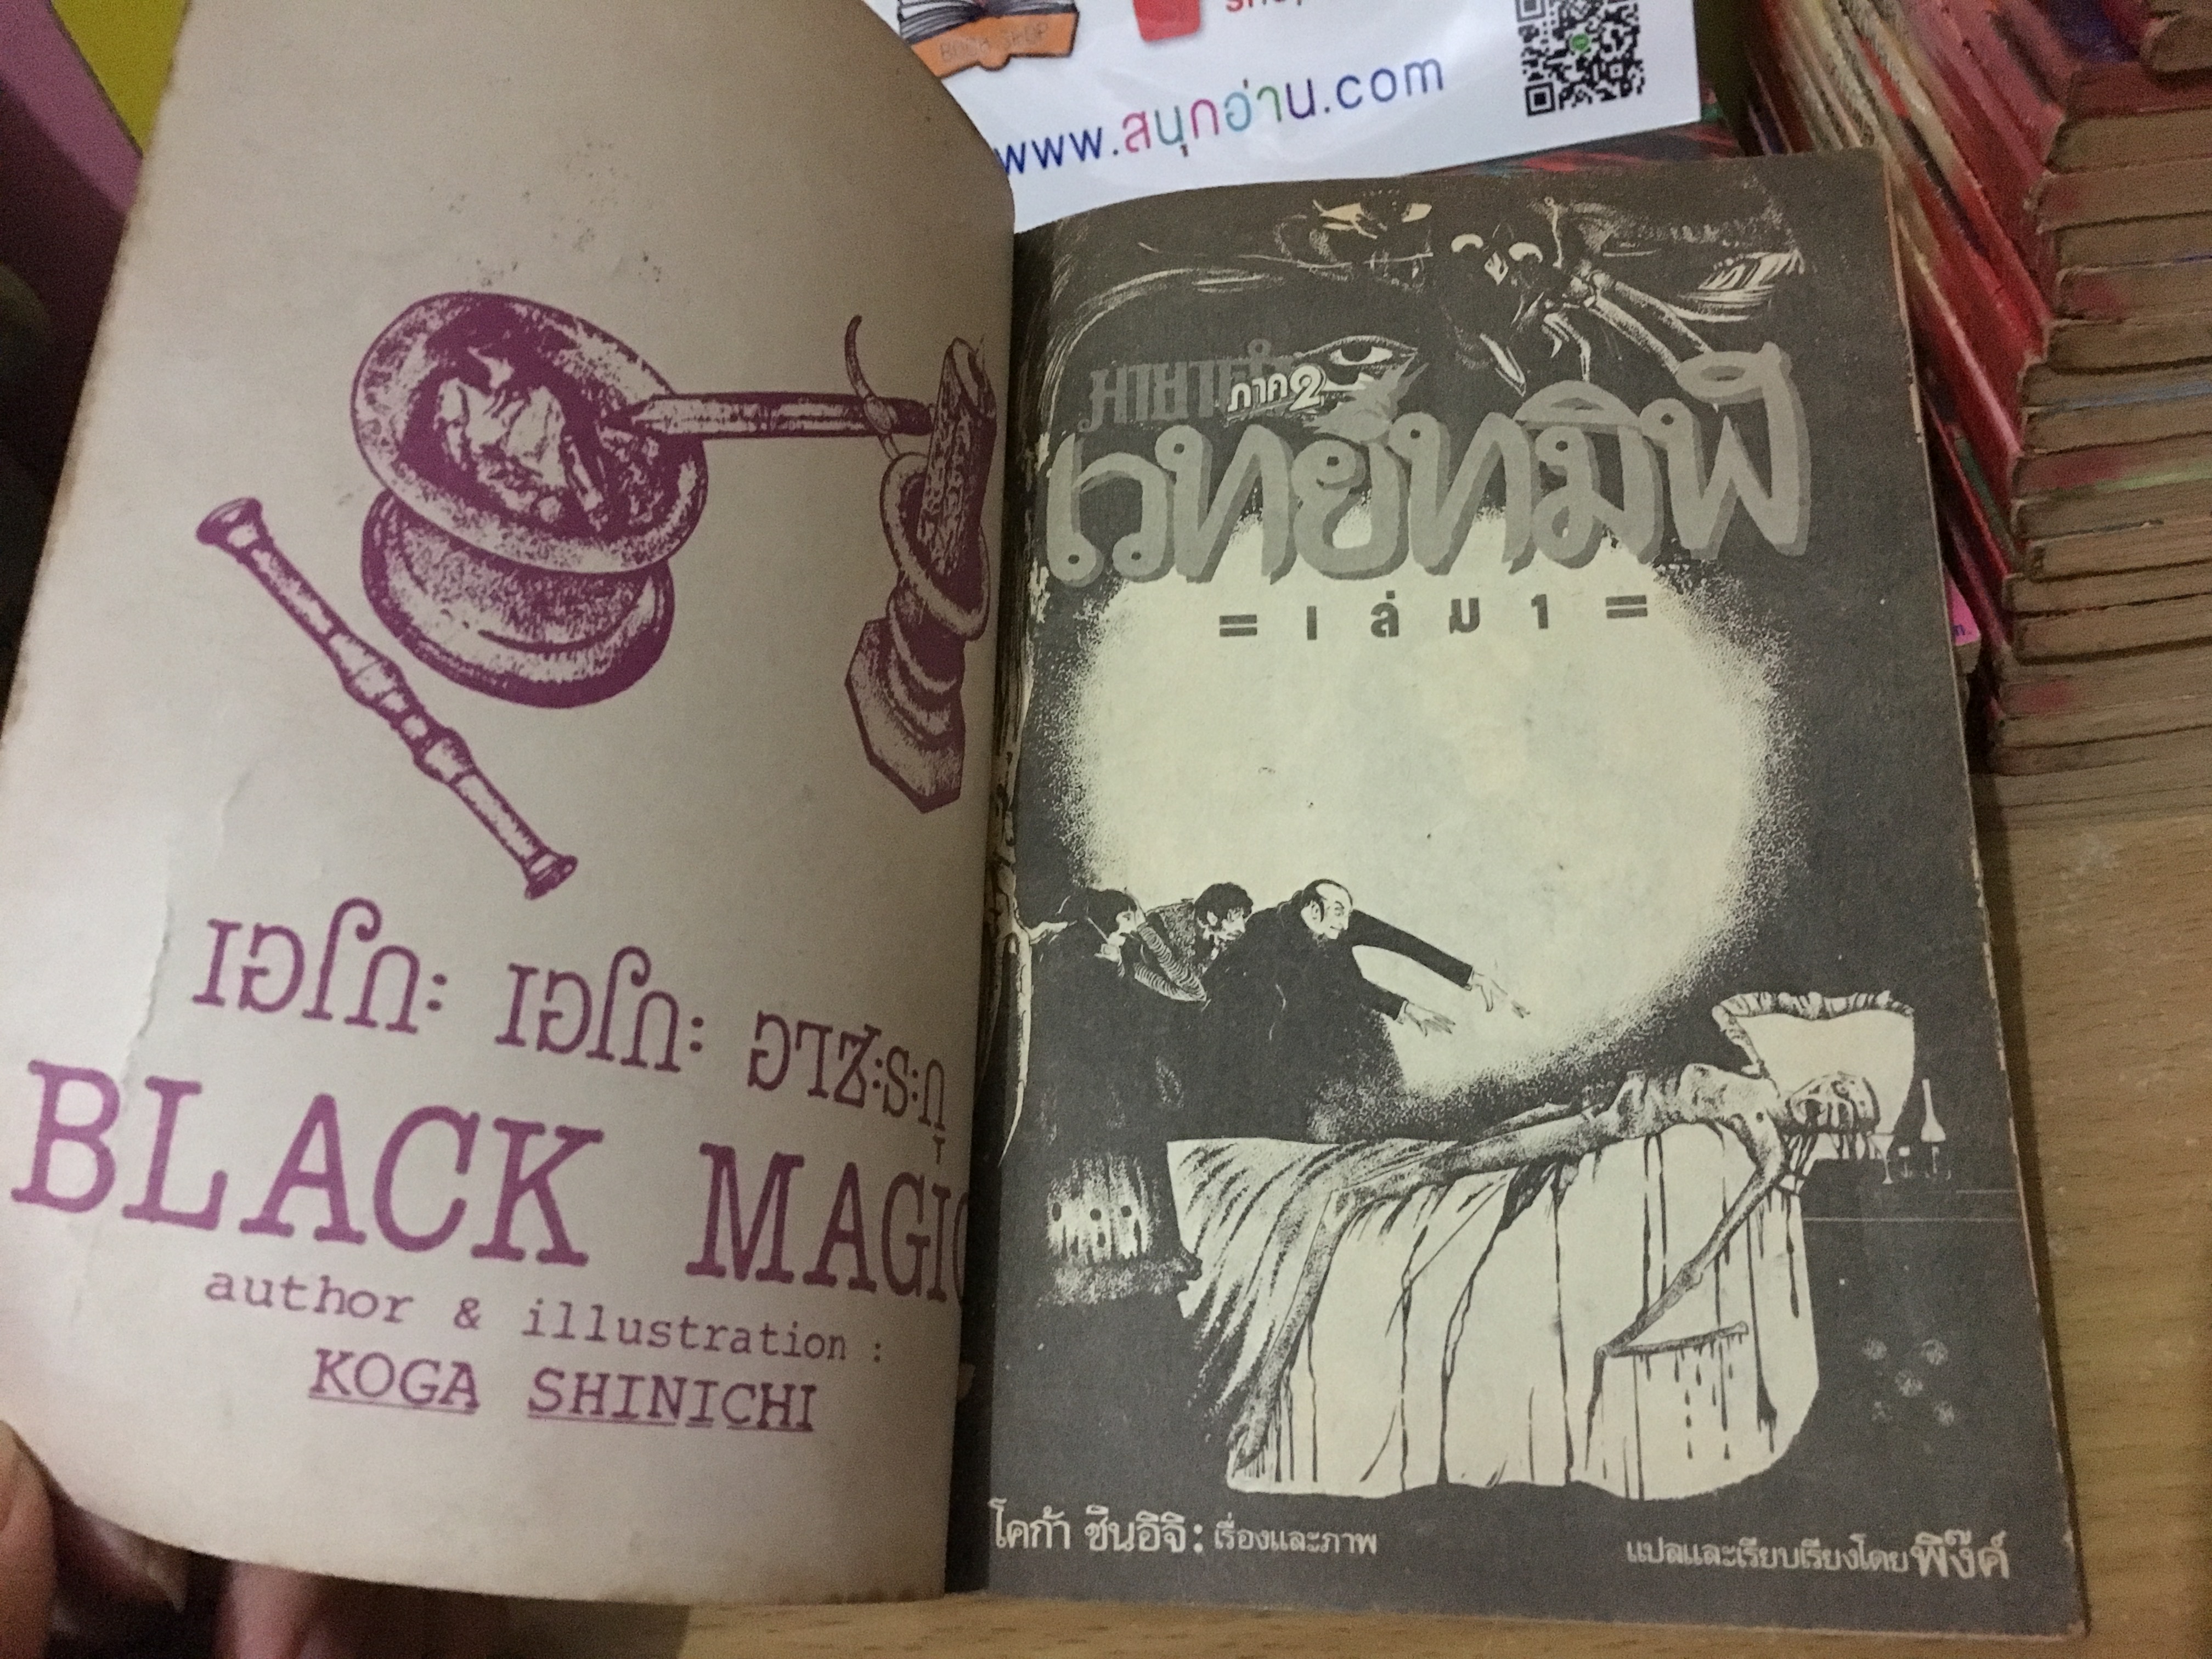 BOOK SHOP
www.สนุกอ่าน.com
เอโกะ เอโกะ อาซะระกุ
BLACK MAGIC
author & illustration :
KOGA SHINICHI
ภาค๒
เวทย์ทมิฬ
= เล่ม 1 =
โคก้า ชินอิจิ : เรื่องและภาพ
แปลและเรียบเรียงโดย พิง๊ค์